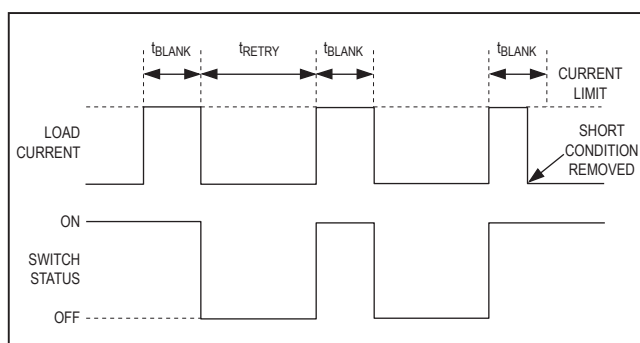 tBLANK
tRETRY
tBLANK
tBLANK
CURRENT
LIMIT
LOAD
CURRENT
SHORT
CONDITION
REMOVED
ON
SWITCH
STATUS
OFF